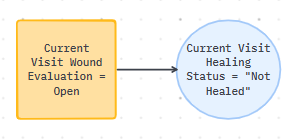 Current
Visit Wound
Evaluation =
Open
Current Visit
Healing
Status = "Not
Healed"